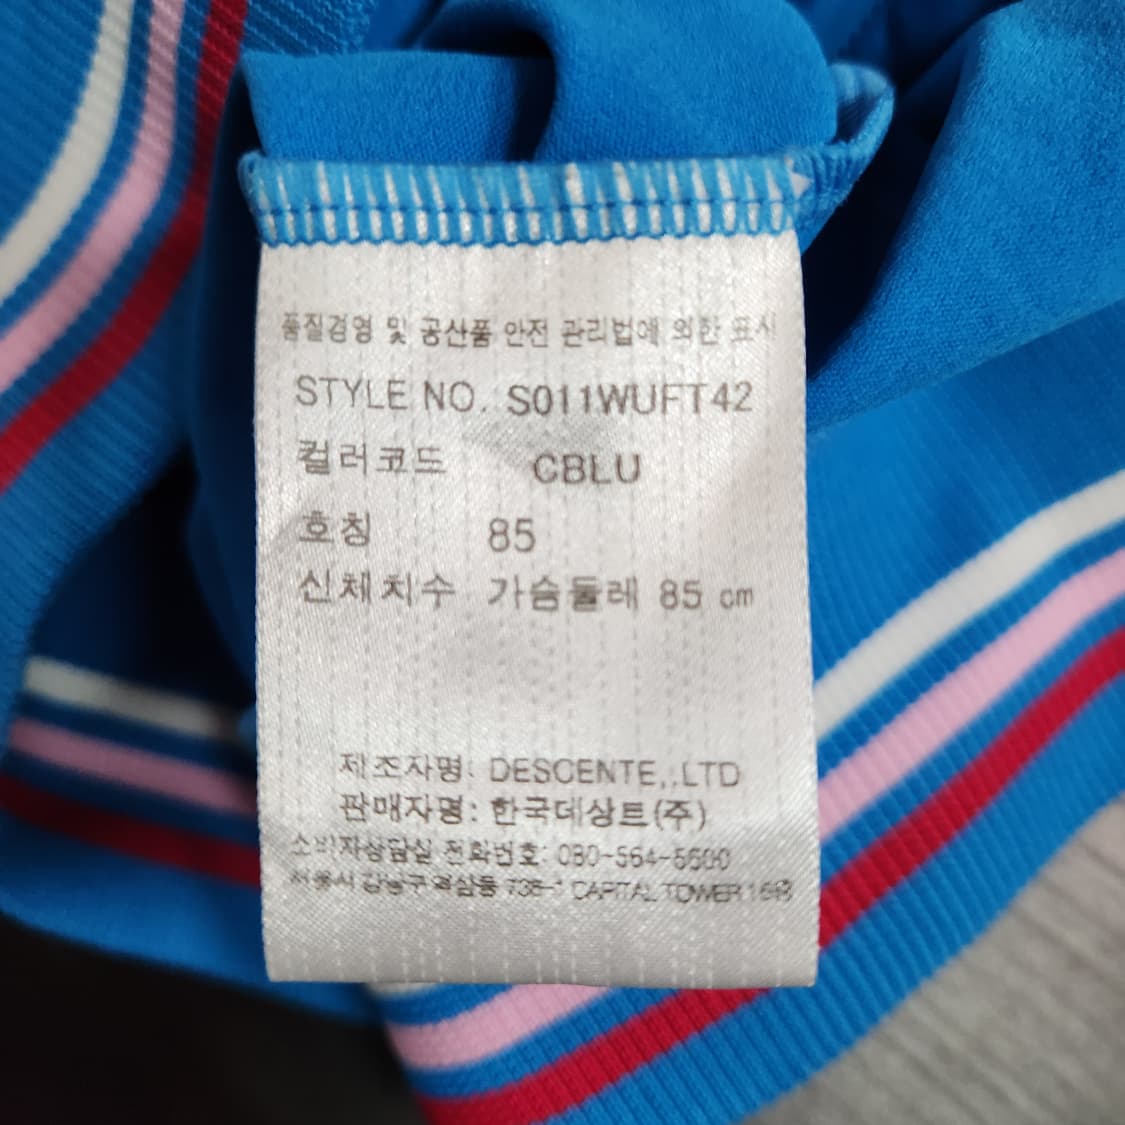 품질경영 및 공산품 안전 관리법에 의한 표시
STYLE NO. S011WUFT42
컬러코드 CBLU
호칭 85
신체치수 가슴둘레 85 cm
제조자명: DESCENTE,.LTD
판매자명: 한국데상트(주)
소비자상담실 전화번호: 080-564-5600
서울시 강남구 역삼동 736-1 CAPITAL TOWER 16층